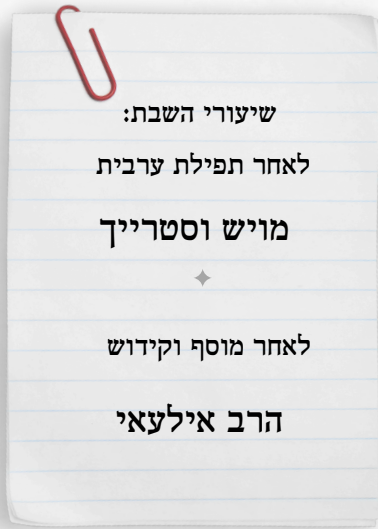 שיעורי השבת:
לאחר תפילת ערבית
מויש וסטרייך
לאחר מוסף וקידוש
הרב אילעאי